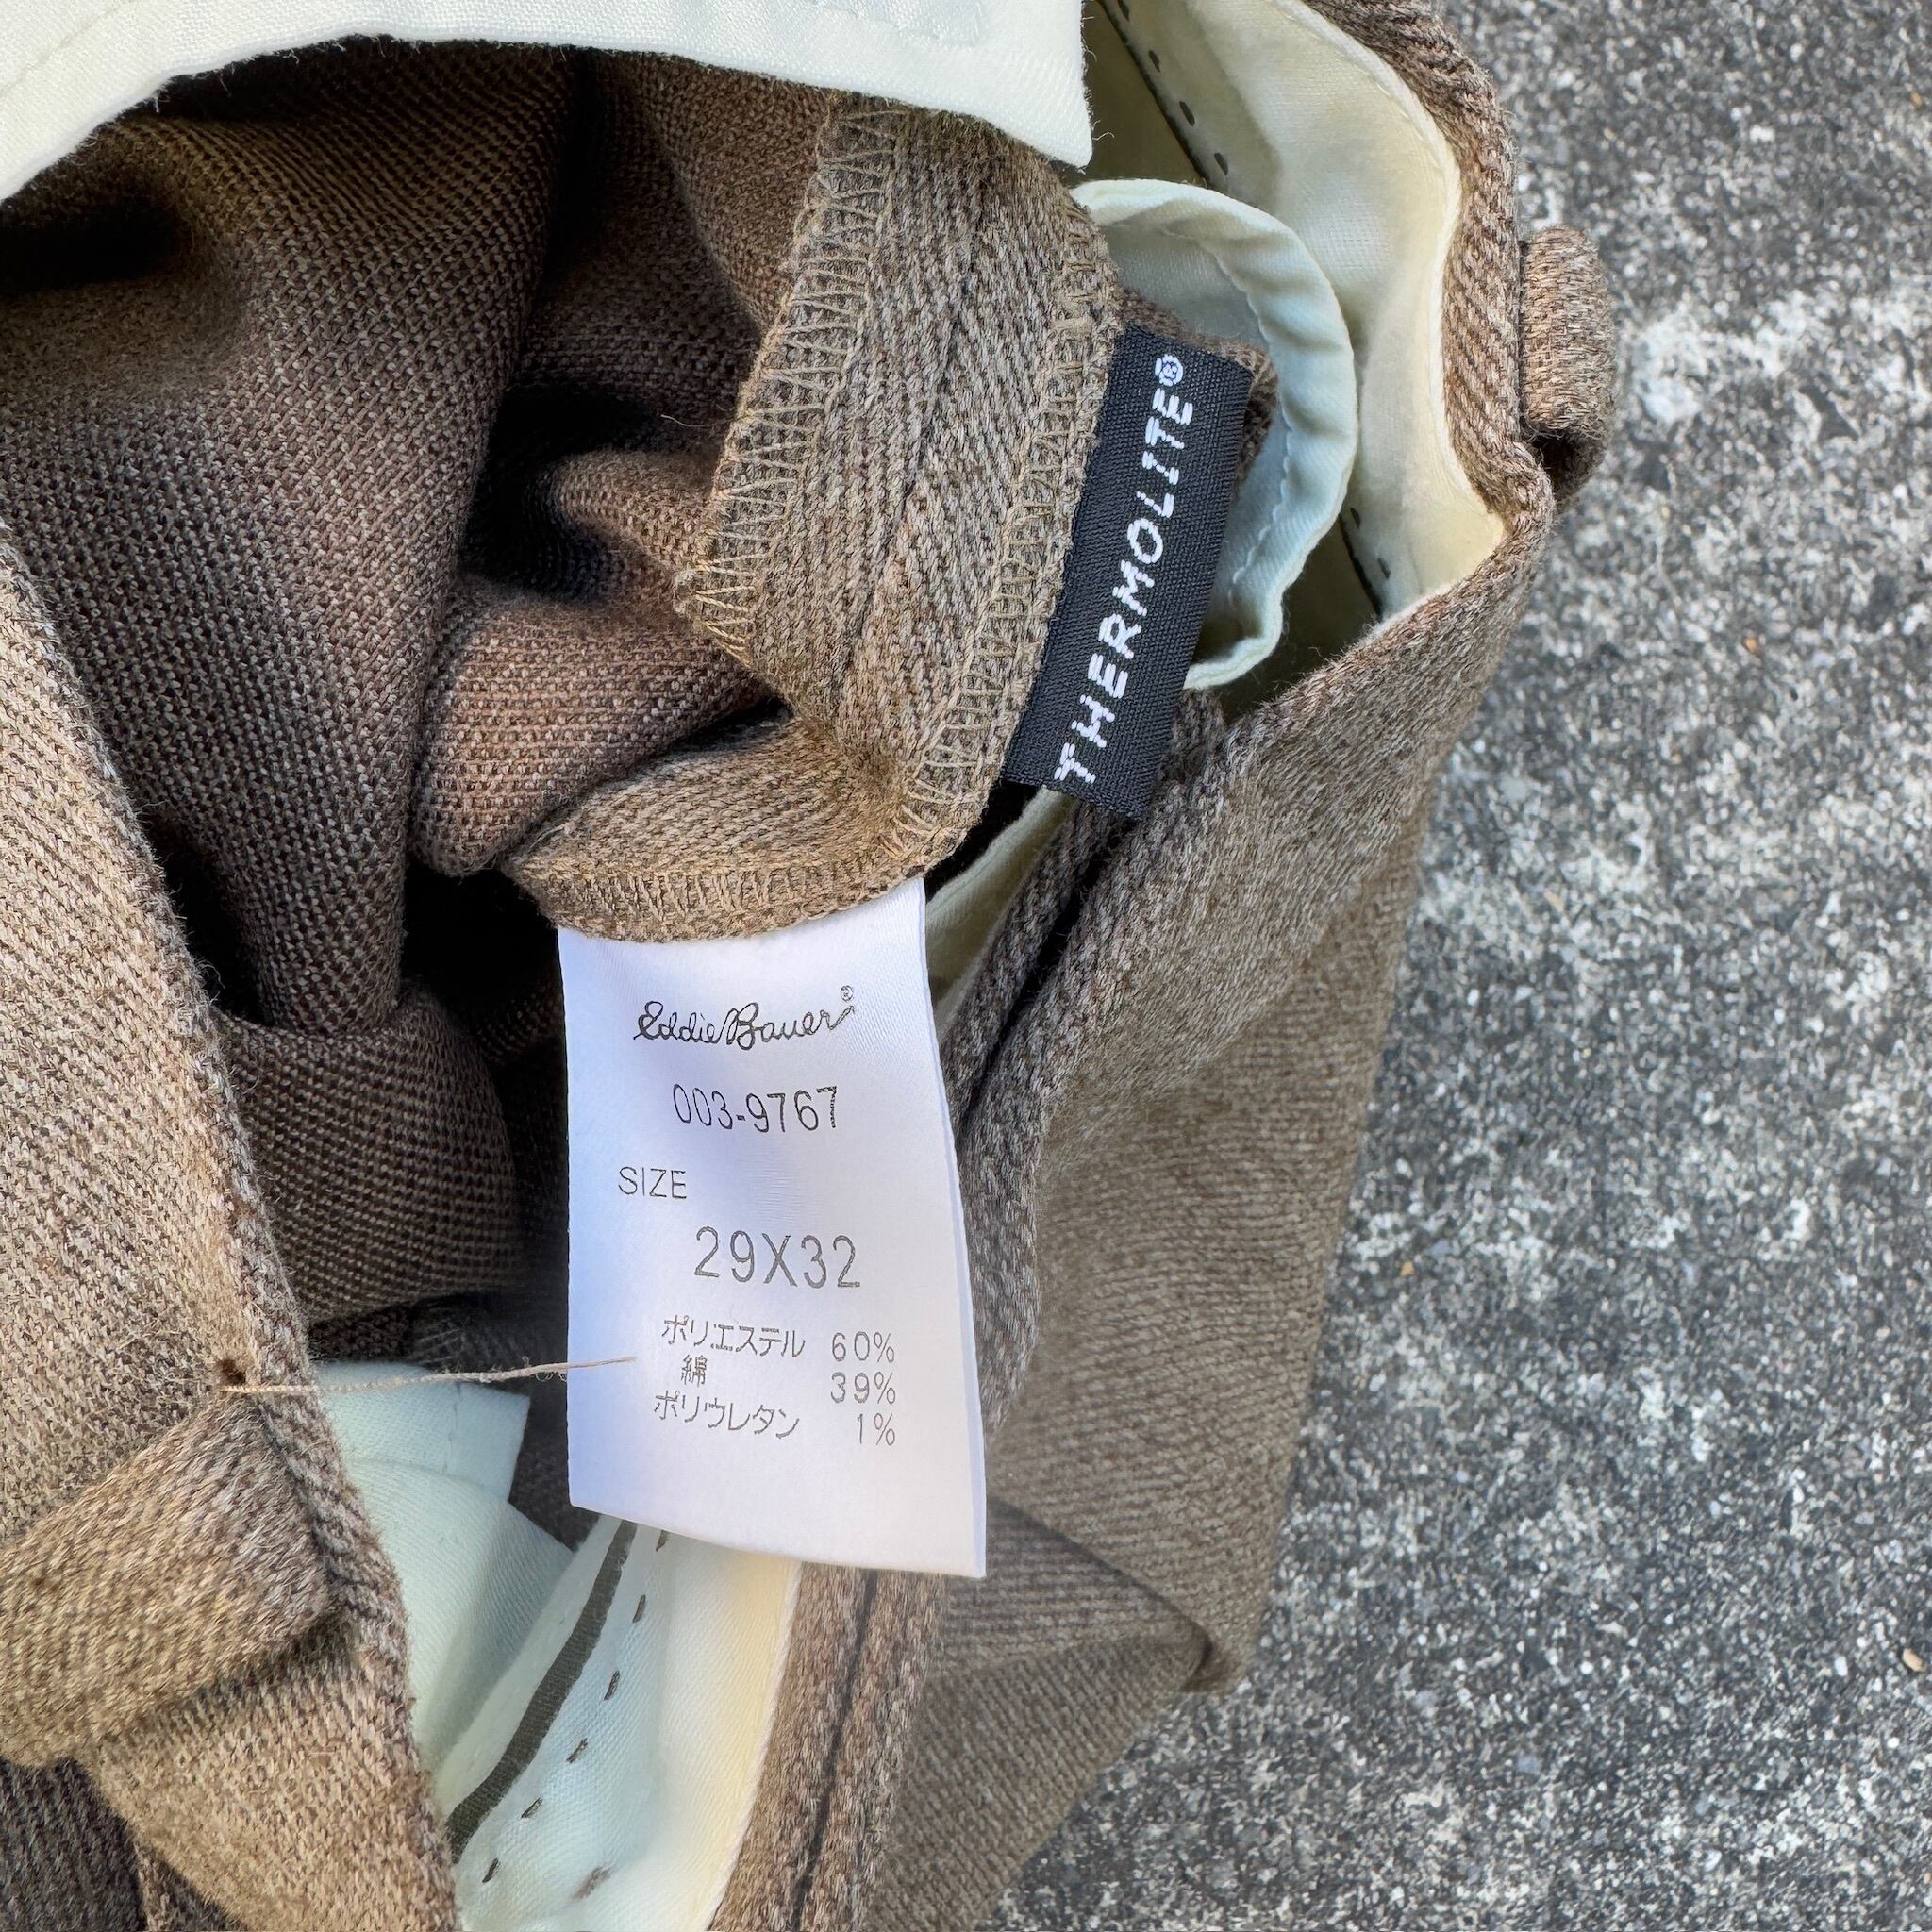 THERMOLITE®
Eddie Bauer®
003-9767
SIZE
29X32
ポリエステル 60%
綿 39%
ポリウレタン 1%